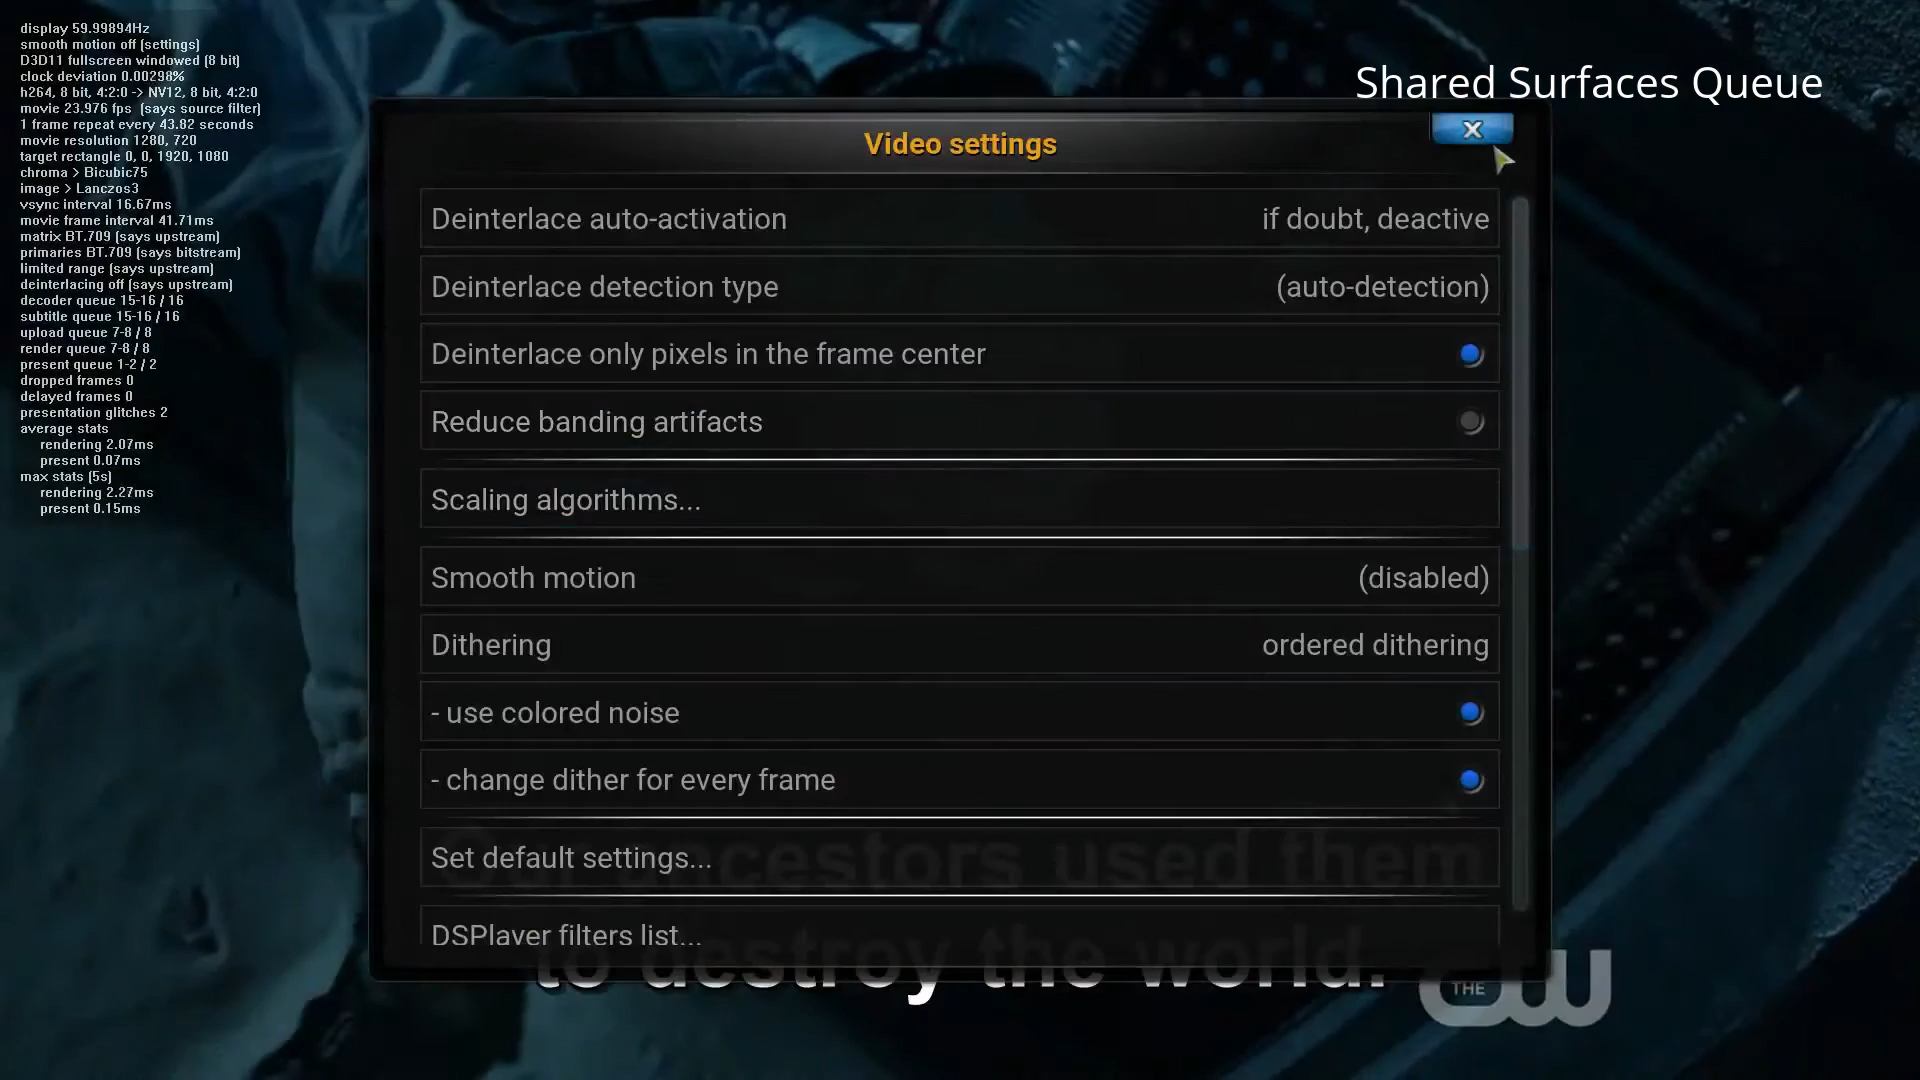 display 59.99894Hz
smooth motion off (settings)
D3D11 fullscreen windowed (8 bit)
clock deviation 0.00298%
h264, 8 bit, 4:2:0 -> NV12, 8 bit, 4:2:0
movie 23.976 fps (says source filter)
1 frame repeat every 43.82 seconds
movie resolution 1280, 720
target rectangle 0, 0, 1920, 1080
chroma > Bicubic75
image > Lanczos3
vsync interval 16.67ms
movie frame interval 41.71ms
matrix BT.709 (says upstream)
primaries BT.709 (says bitstream)
limited range (says upstream)
deinterlacing off (says upstream)
decoder queue 15-16 / 16
subtitle queue 15-16 / 16
upload queue 7-8 / 8
render queue 7-8 / 8
present queue 1-2 / 2
dropped frames 0
delayed frames 0
presentation glitches 2
average stats
rendering 2.07ms
present 0.07ms
max stats (5s)
rendering 2.27ms
present 0.15ms
Shared Surfaces Queue
Video settings
X
Deinterlace auto-activation if doubt, deactive
Deinterlace detection type (auto-detection)
Deinterlace only pixels in the frame center
Reduce banding artifacts
Scaling algorithms...
Smooth motion (disabled)
Dithering ordered dithering
- use colored noise
- change dither for every frame
Set default settings...
DSPlayer filters list...
Our ancestors used them
to destroy the world.
THE CW